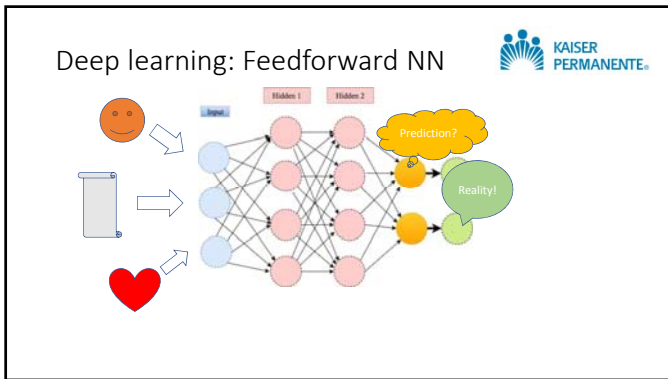 Deep learning: Feedforward NN
KAISER
PERMANENTE®
Hidden 1
Hidden 2
Input
Prediction?
Reality!